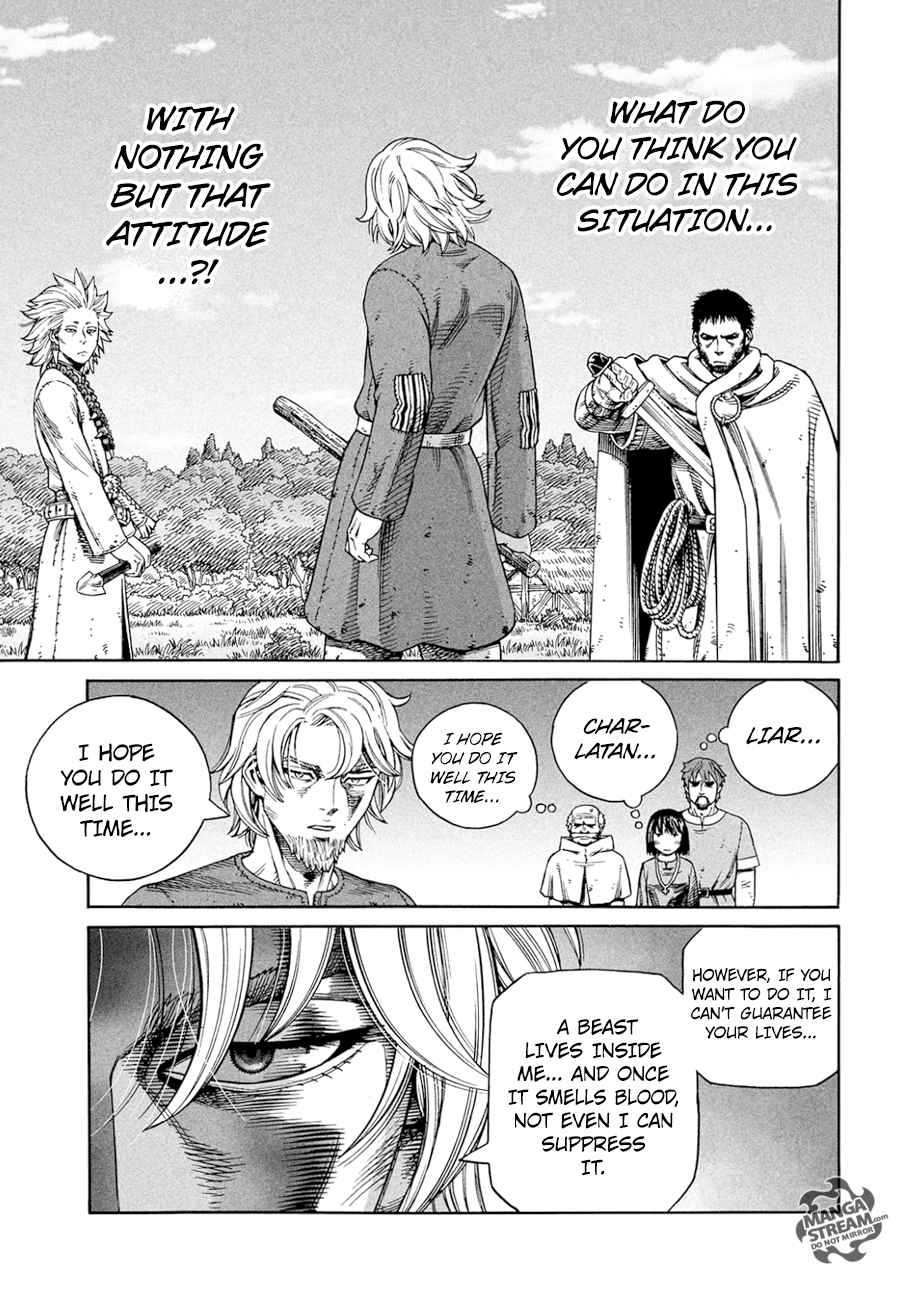 WHAT DO
YOU THINK YOU
CAN DO IN THIS
SITUATION...
WITH
NOTHING
BUT THAT
ATTITUDE
...?!
LIAR...
CHAR-
LATAN...
I HOPE
YOU DO IT
WELL THIS
TIME...
I HOPE
YOU DO IT
WELL THIS
TIME...
HOWEVER, IF YOU
WANT TO DO IT, I
CAN'T GUARANTEE
YOUR LIVES...
A BEAST
LIVES INSIDE
ME... AND ONCE
IT SMELLS BLOOD,
NOT EVEN I CAN
SUPPRESS
IT.
MANGA
STREAM.com
DO NOT MIRROR